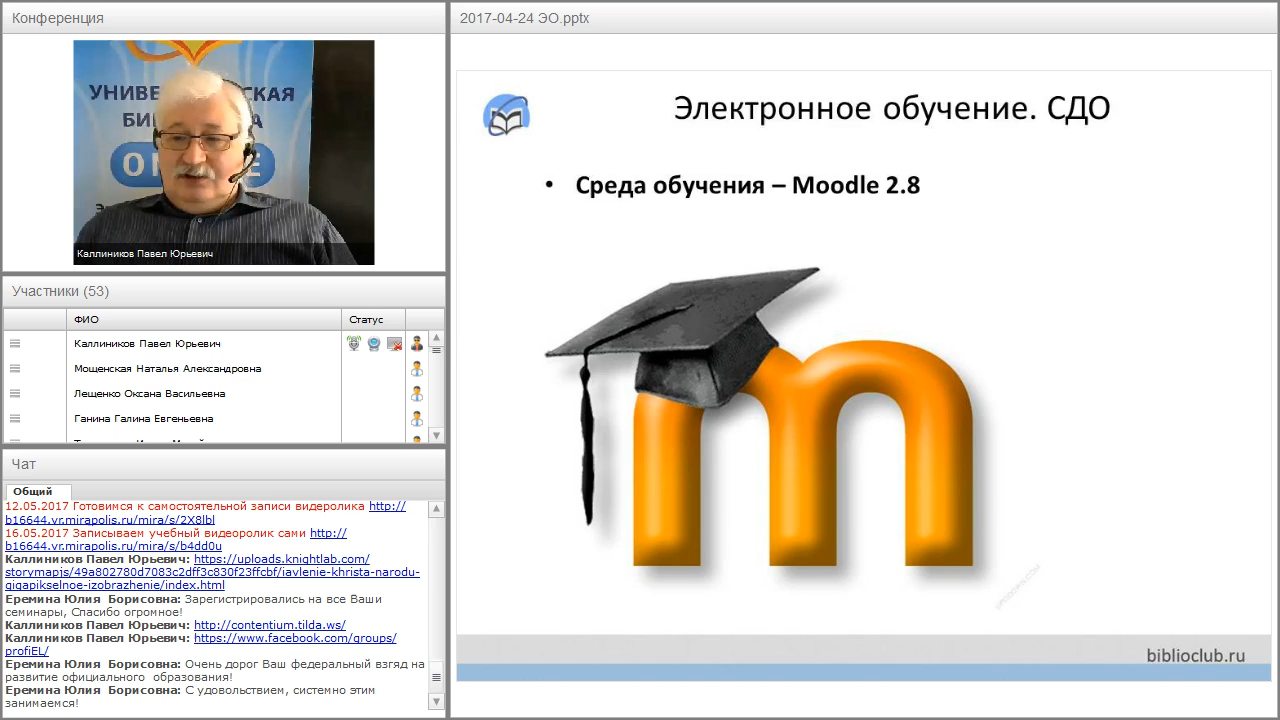 Конференция
УНИВЕ СКАЯ
Каллиников Павел Юрьевич
Участники (53)
ФИО Статус
Каллиников Павел Юрьевич
Мощенская Наталья Александровна
Лещенко Оксана Васильевна
Ганина Галина Евгеньевна
Чат
Общий
12.05.2017 Готовимся к самостоятельной записи видеролика http://
b16644.vr.mirapolis.ru/mira/s/2X8lbl
16.05.2017 Записываем учебный видеоролик сами http://
b16644.vr.mirapolis.ru/mira/s/b4dd0u
Каллиников Павел Юрьевич: https://uploads.knightlab.com/
storymapjs/49a802780d7083c2dff3c830f23ffcbf/iavlenie-khrista-narodu-
gigapikselnoe-izobrazhenie/index.html
Еремина Юлия Борисовна: Зарегистрировались на все Ваши
семинары, Спасибо огромное!
Каллиников Павел Юрьевич: http://contentium.tilda.ws/
Каллиников Павел Юрьевич: https://www.facebook.com/groups/
profiEL/
Еремина Юлия Борисовна: Очень дорог Ваш федеральный взгяд на
развитие официального образования!
Еремина Юлия Борисовна: С удовольствием, системно этим
занимаемся!
2017-04-24 ЭО.pptx
Электронное обучение. СДО
• Среда обучения – Moodle 2.8
m
biblioclub.ru